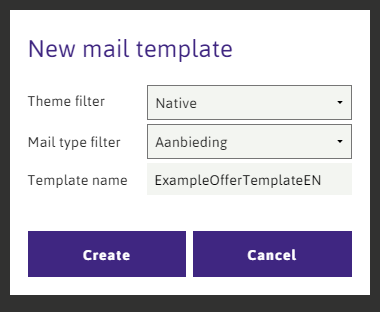 New mail template
Theme filter Native
Mail type filter Aanbieding
Template name ExampleOfferTemplateEN
Create Cancel